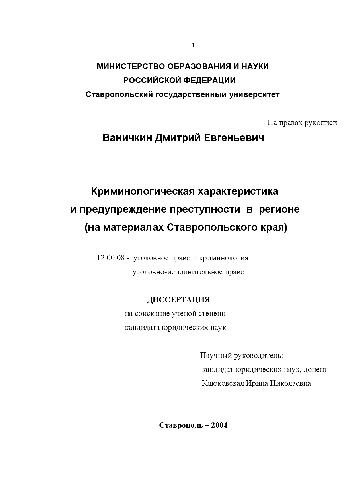 1
МИНИСТЕРСТВО ОБРАЗОВАНИЯ И НАУКИ
РОССИЙСКОЙ ФЕДЕРАЦИИ
Ставропольский государственный университет
На правах рукописи
Ваничкин Дмитрий Евгеньевич
Криминологическая характеристика
и предупреждение преступности в регионе
(на материалах Ставропольского края)
12.00.08 - уголовное право криминология
уголовно-исполнительное право
ДИССЕРТАЦИЯ
на соискание ученой степени
кандидата юридических наук
Научный руководитель:
кандидат юридических наук, доцент
Ирина Николаевна
Ставрополь – 2004